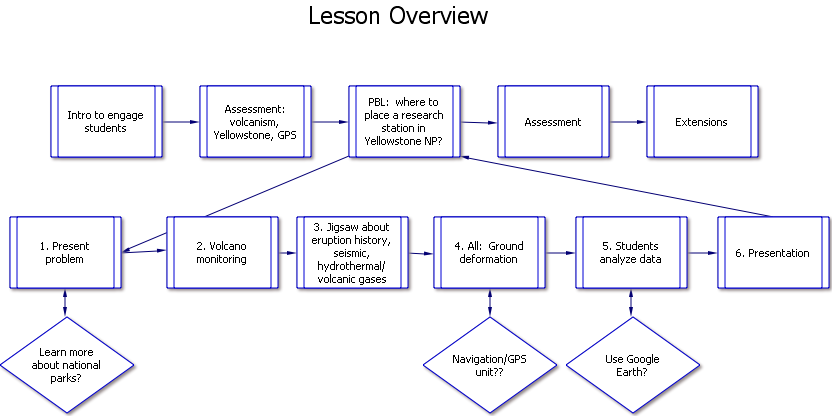 Lesson Overview
Intro to engage
students
Assessment:
volcanism,
Yellowstone, GPS
PBL:  where to
place a research
station in
Yellowstone NP?
Assessment
Extensions
1. Present
problem
2. Volcano
monitoring
3. Jigsaw about
eruption history,
seismic,
hydrothermal/
volcanic gases
4. All:  Ground
deformation
5. Students
analyze data
6. Presentation
Learn more
about national
parks?
Navigation/GPS
unit??
Use Google
Earth?